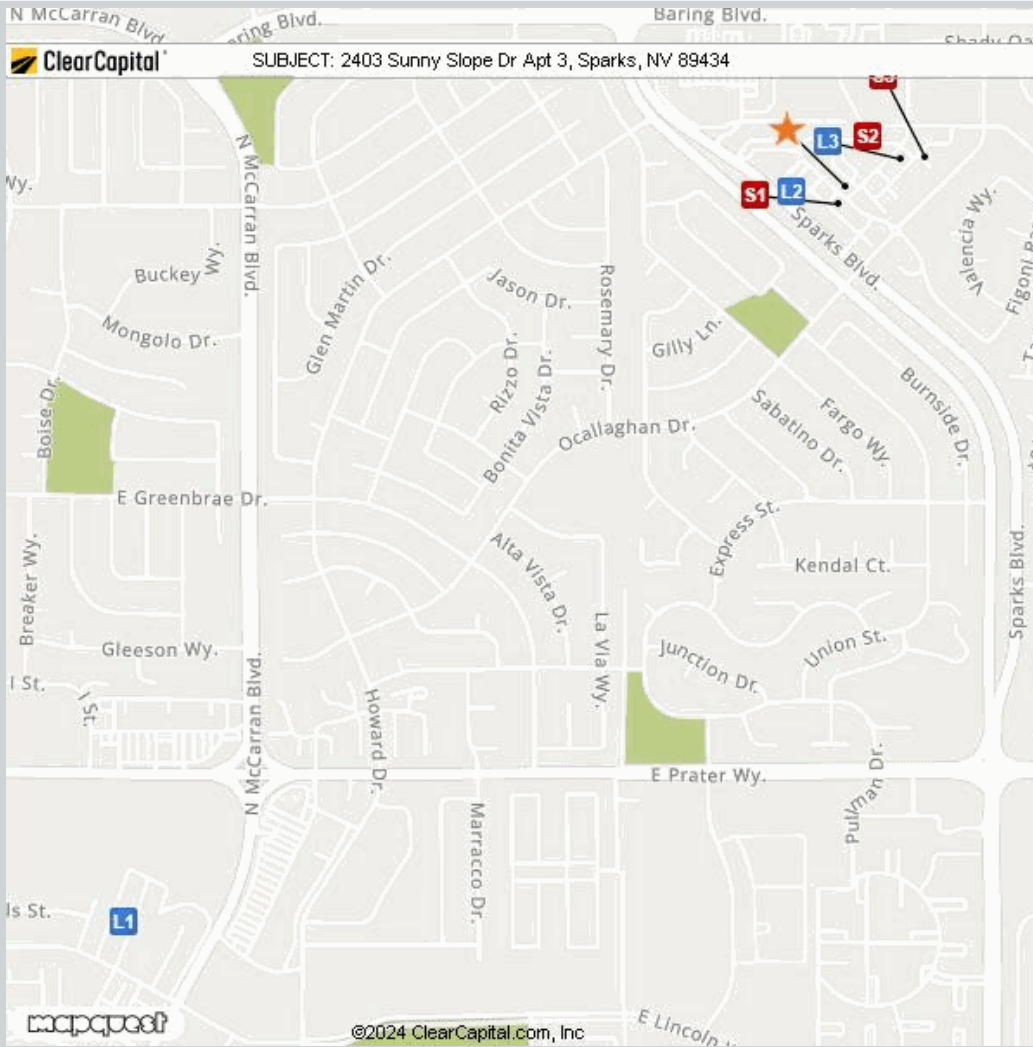 N McCarran Blvd.
aring Blvd.
Baring Blvd.
ClearCapital
SUBJECT: 2403 Sunny Slope Dr Apt 3, Sparks, NV 89434
S3
L3
S2
S1
L2
N McCarran Blvd.
Wy.
Sparks Blvd.
Valencia Wy.
Buckey Wy.
Glen Martin Dr.
Jason Dr.
Rosemary Dr.
Mongolo Dr.
Gilly Ln.
Rizzo Dr.
Bonita Vista Dr.
Boise Dr.
Ocallaghan Dr.
Sabatino Dr.
Fargo Wy.
Burnside Dr.
E Greenbrae Dr.
Express St.
Alta Vista Dr.
Kendal Ct.
Breaker Wy.
Sparks Blvd.
Gleeson Wy.
La Via Wy.
Junction Dr.
Union St.
I St.
I St.
N McCarran Blvd.
Howard Dr.
E Prater Wy.
Pullman Dr.
Marracco Dr.
ls St.
L1
mapquest
©2024 ClearCapital.com, Inc
E Lincoln